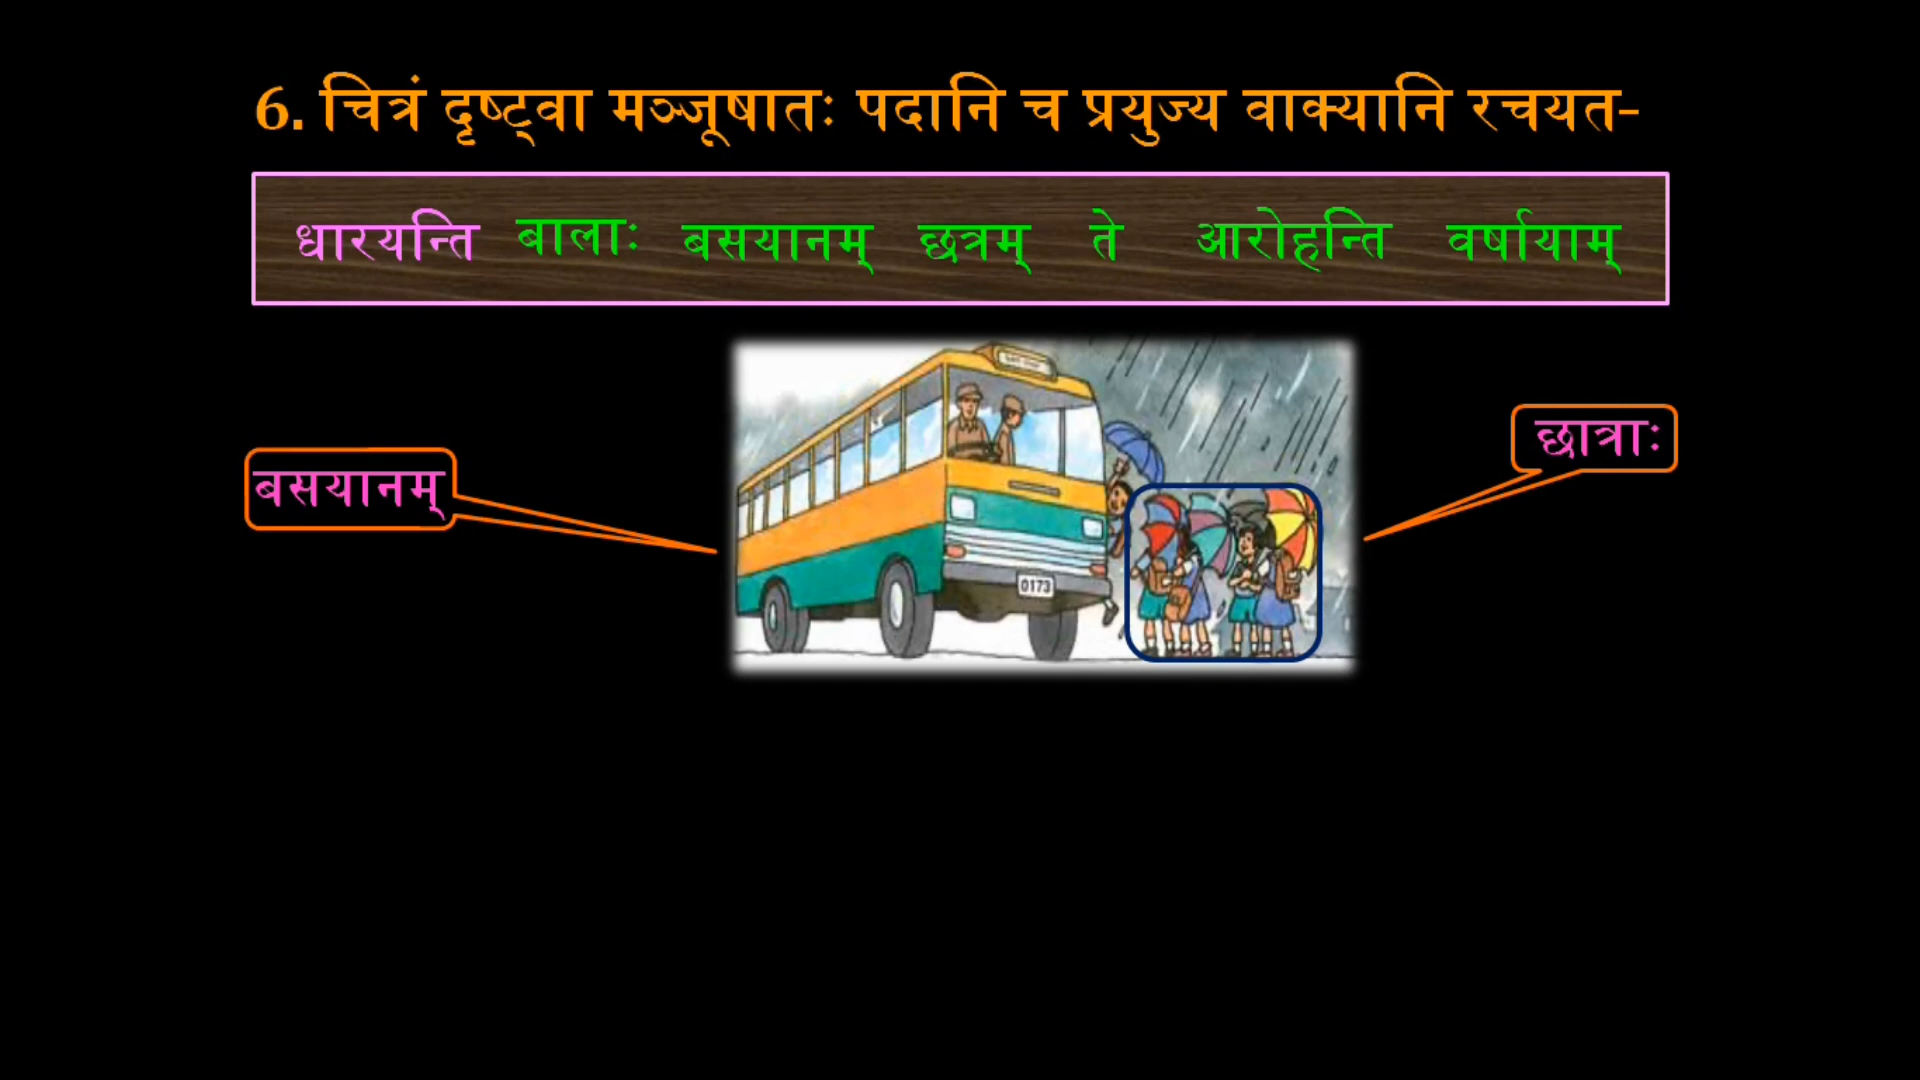 6. चित्रं दृष्ट्वा मञ्जूषातः पदानि च प्रयुज्य वाक्यानि रचयत-
धारयन्ति बालाः बसयानम् छत्रम् ते आरोहन्ति वर्षायाम्
छात्राः
बसयानम्
0173